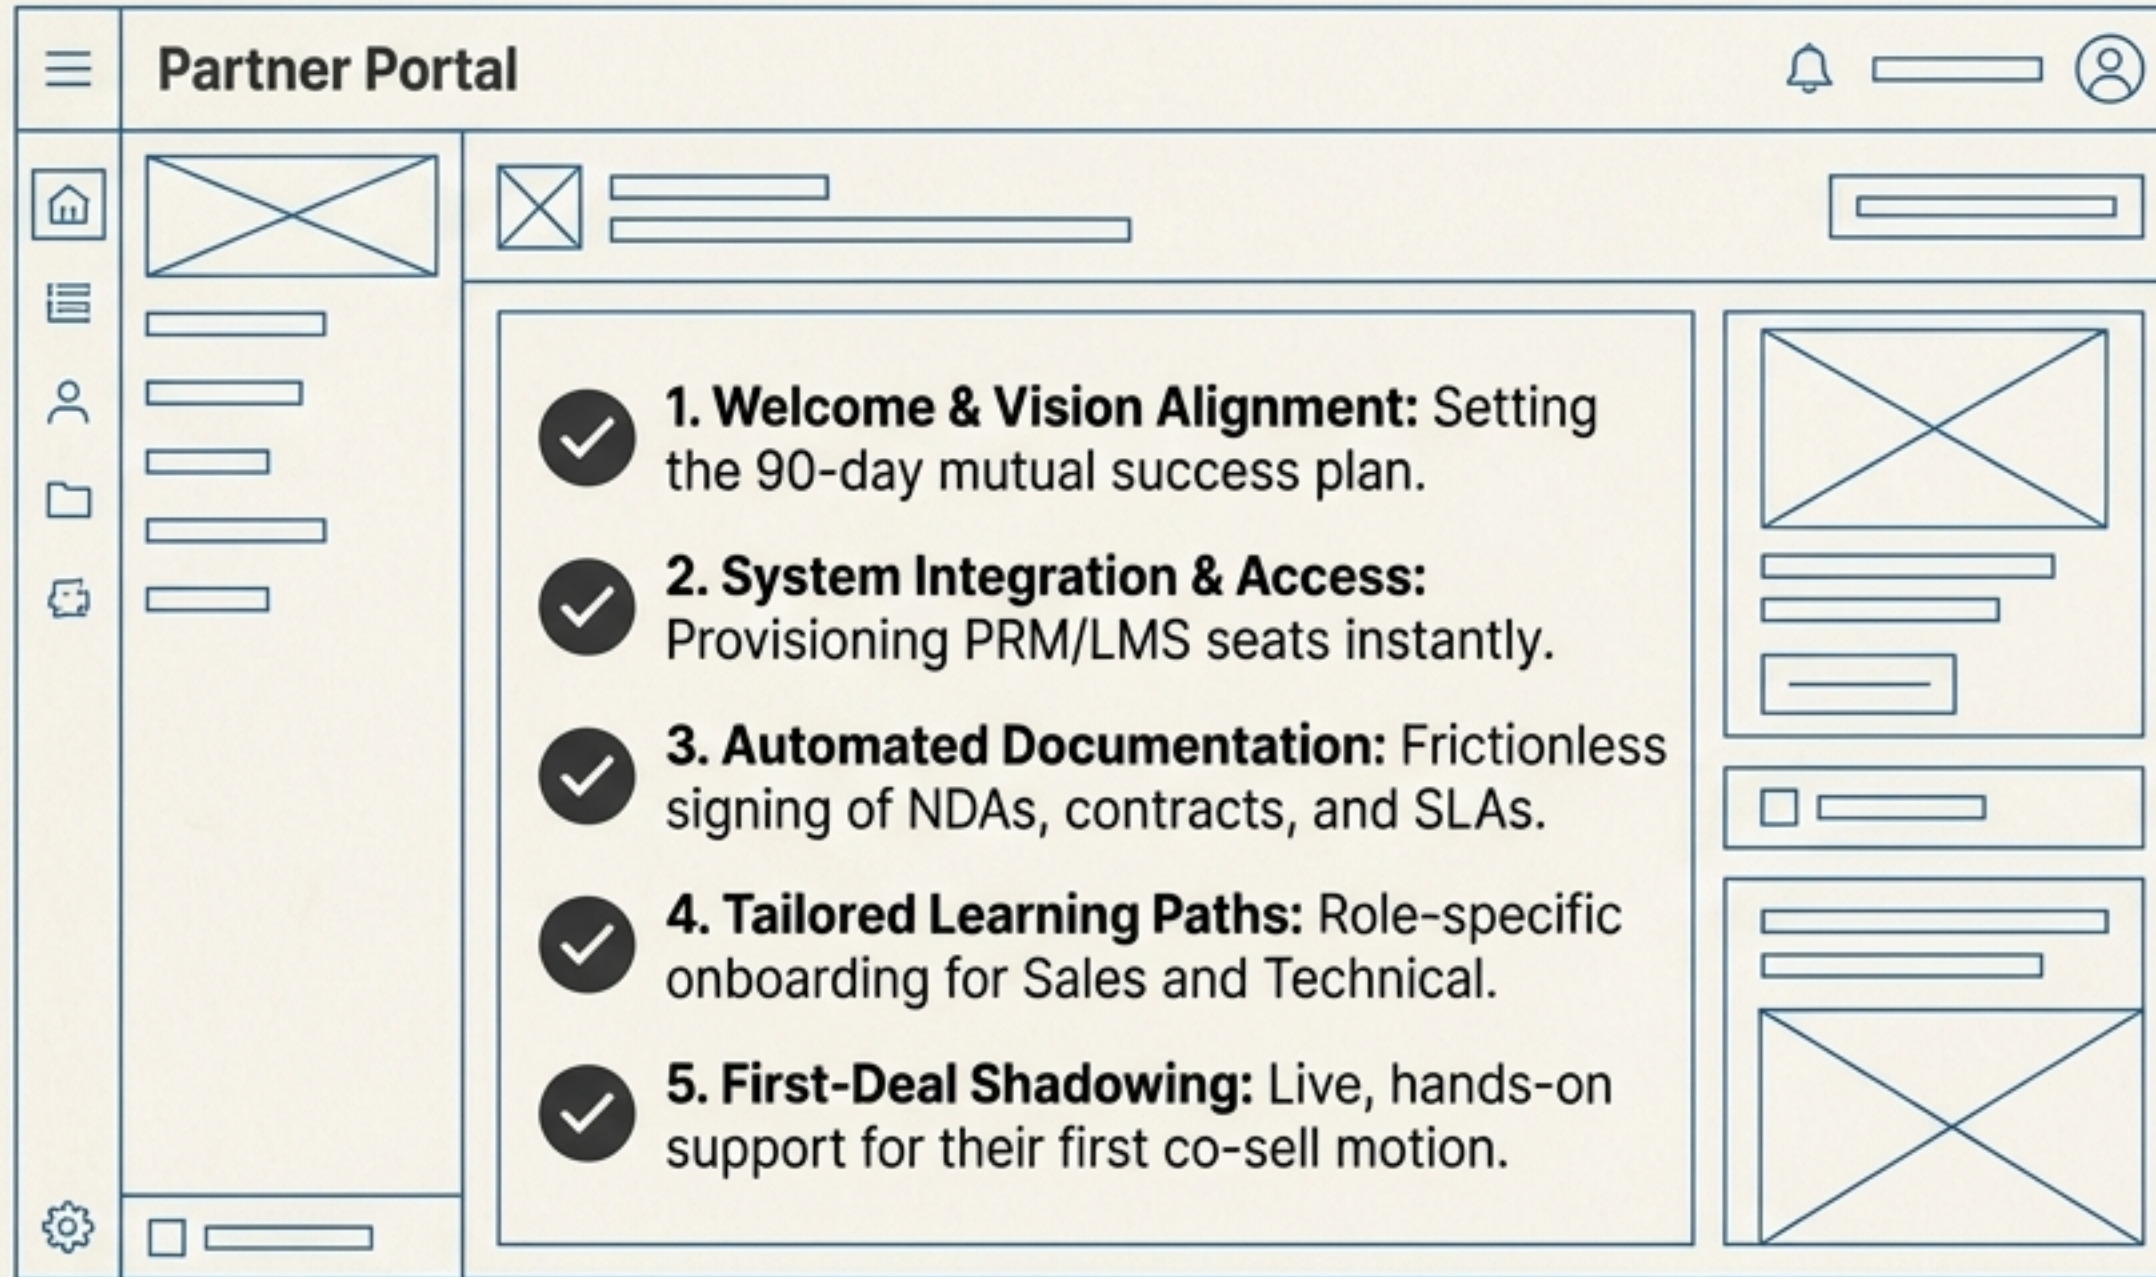 Partner Portal
1. Welcome & Vision Alignment: Setting
the 90-day mutual success plan.
2. System Integration & Access:
Provisioning PRM/LMS seats instantly.
3. Automated Documentation: Frictionless
signing of NDAs, contracts, and SLAs.
4. Tailored Learning Paths: Role-specific
onboarding for Sales and Technical.
5. First-Deal Shadowing: Live, hands-on
support for their first co-sell motion.